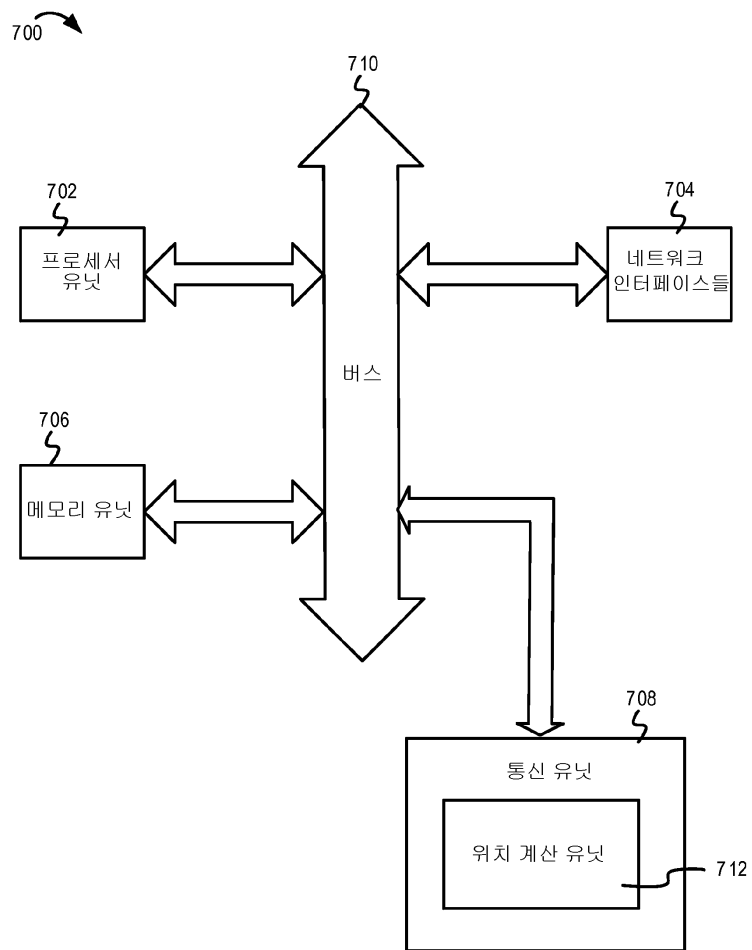 700
710
702
프로세서
유닛
704
네트워크
인터페이스들
버스
706
메모리 유닛
708
통신 유닛
위치 계산 유닛
712